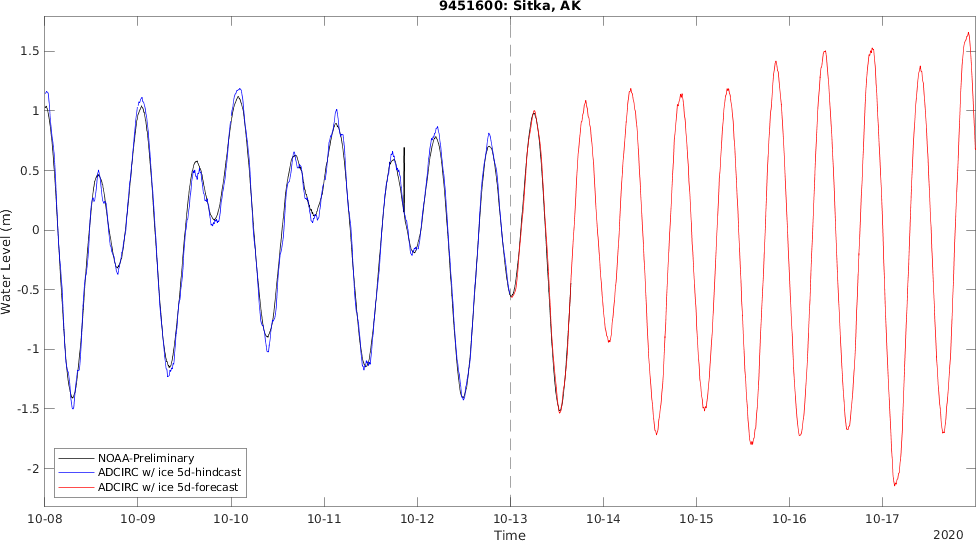 9451600: Sitka, AK
Water Level (m)
1.5
1
0.5
0
-0.5
-1
-1.5
-2
NOAA-Preliminary
ADCIRC w/ ice 5d-hindcast
ADCIRC w/ ice 5d-forecast
10-08 10-09 10-10 10-11 10-12 10-13 10-14 10-15 10-16 10-17
Time
2020